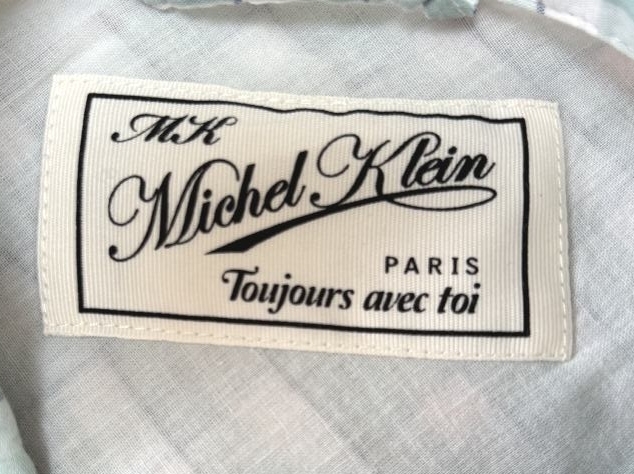 MK
Michel Klein
PARIS
Toujours avec toi